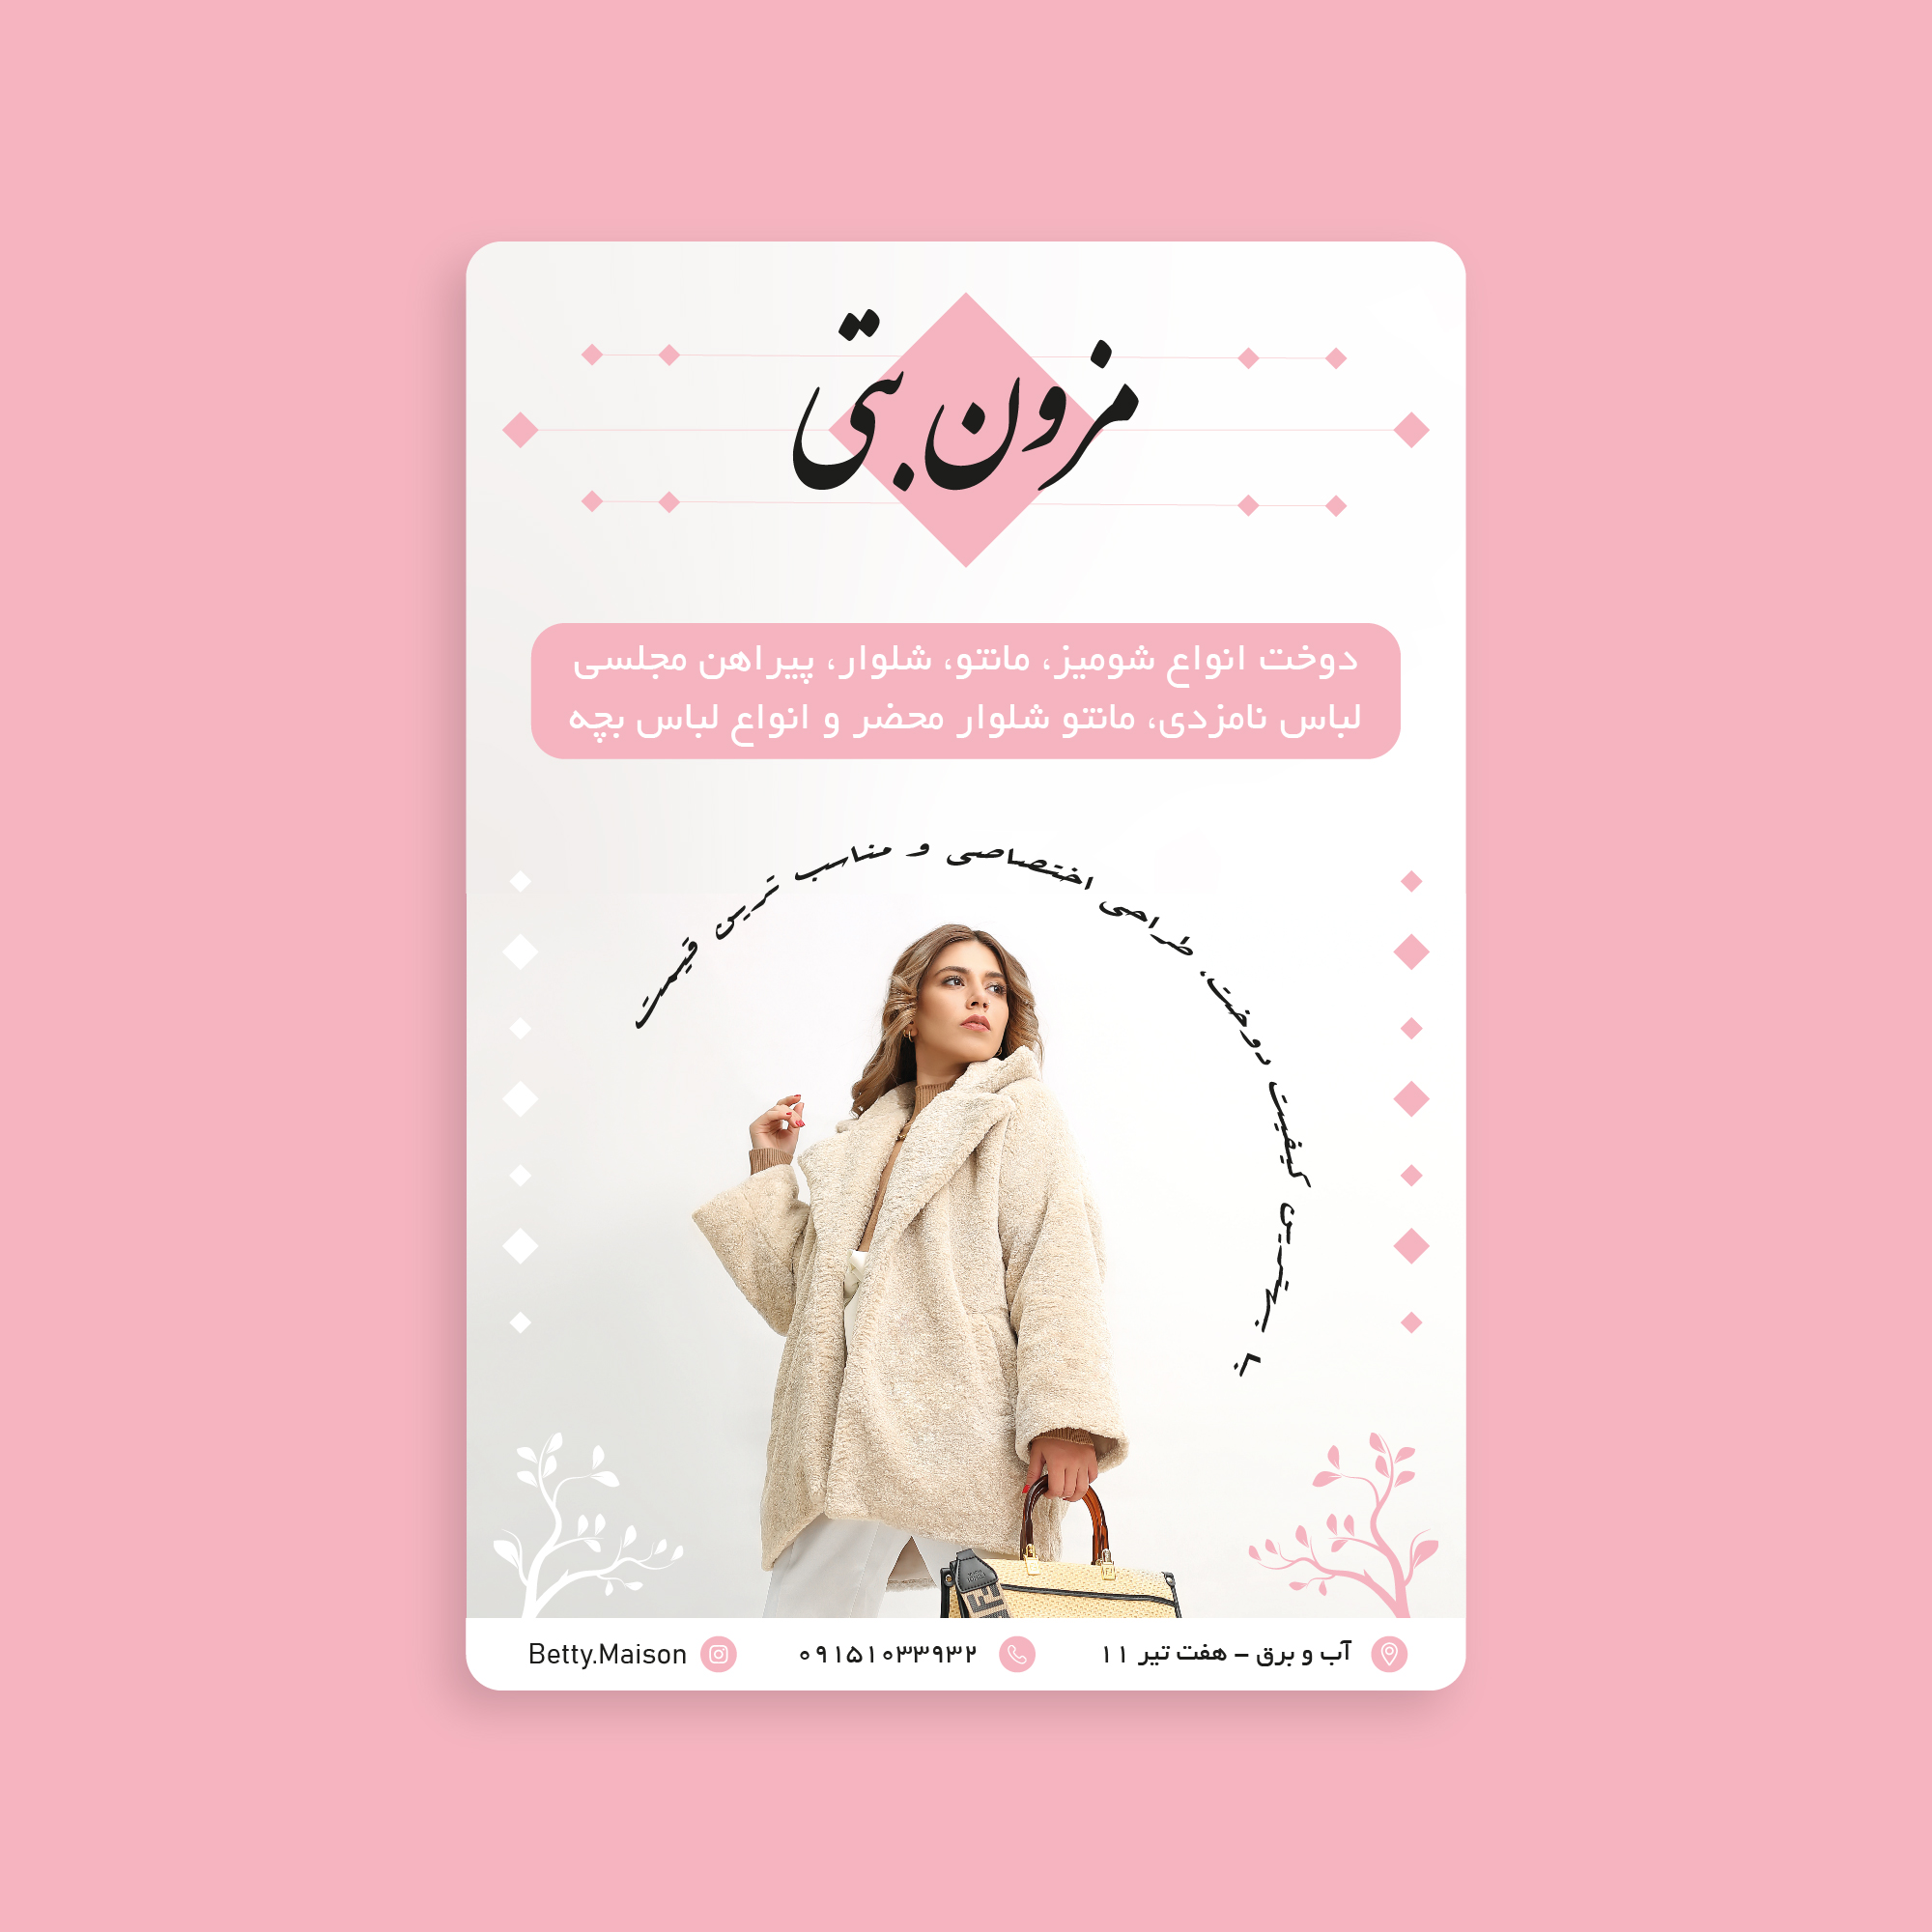 مزون بتی
دوخت انواع شومیز، مانتو، شلوار، پیراهن مجلسی
لباس نامزدی، مانتو شلوار محضر و انواع لباس بچه
با بهترین کیفیت دوخت، طراحی اختصاصی و مناسب ترین قیمت
آب و برق - هفت تیر ۱۱
۰۹۱۵۱۰۳۳۹۳۲
Betty.Maison